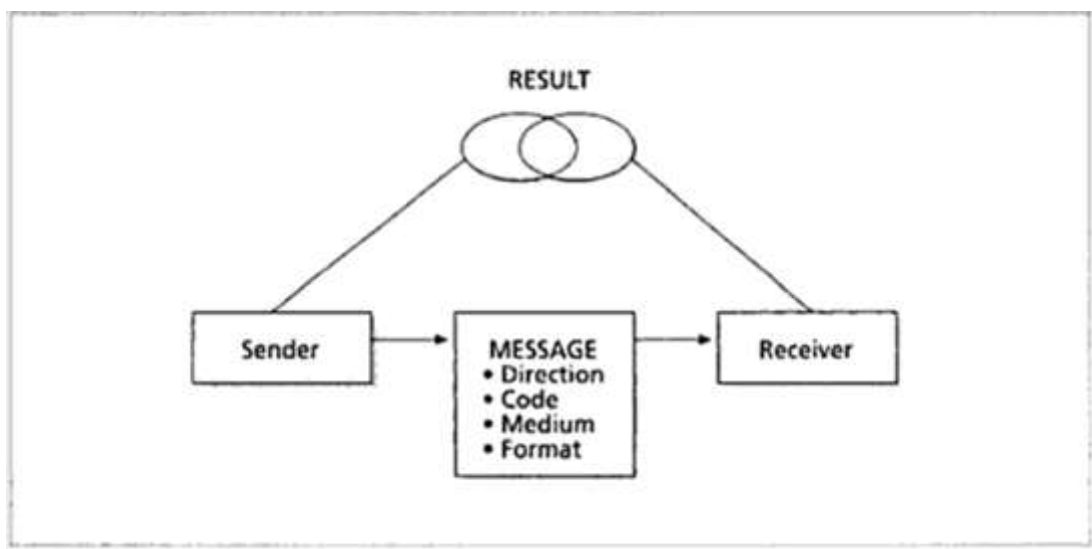 RESULT
Sender
MESSAGE
• Direction
• Code
• Medium
• Format
Receiver